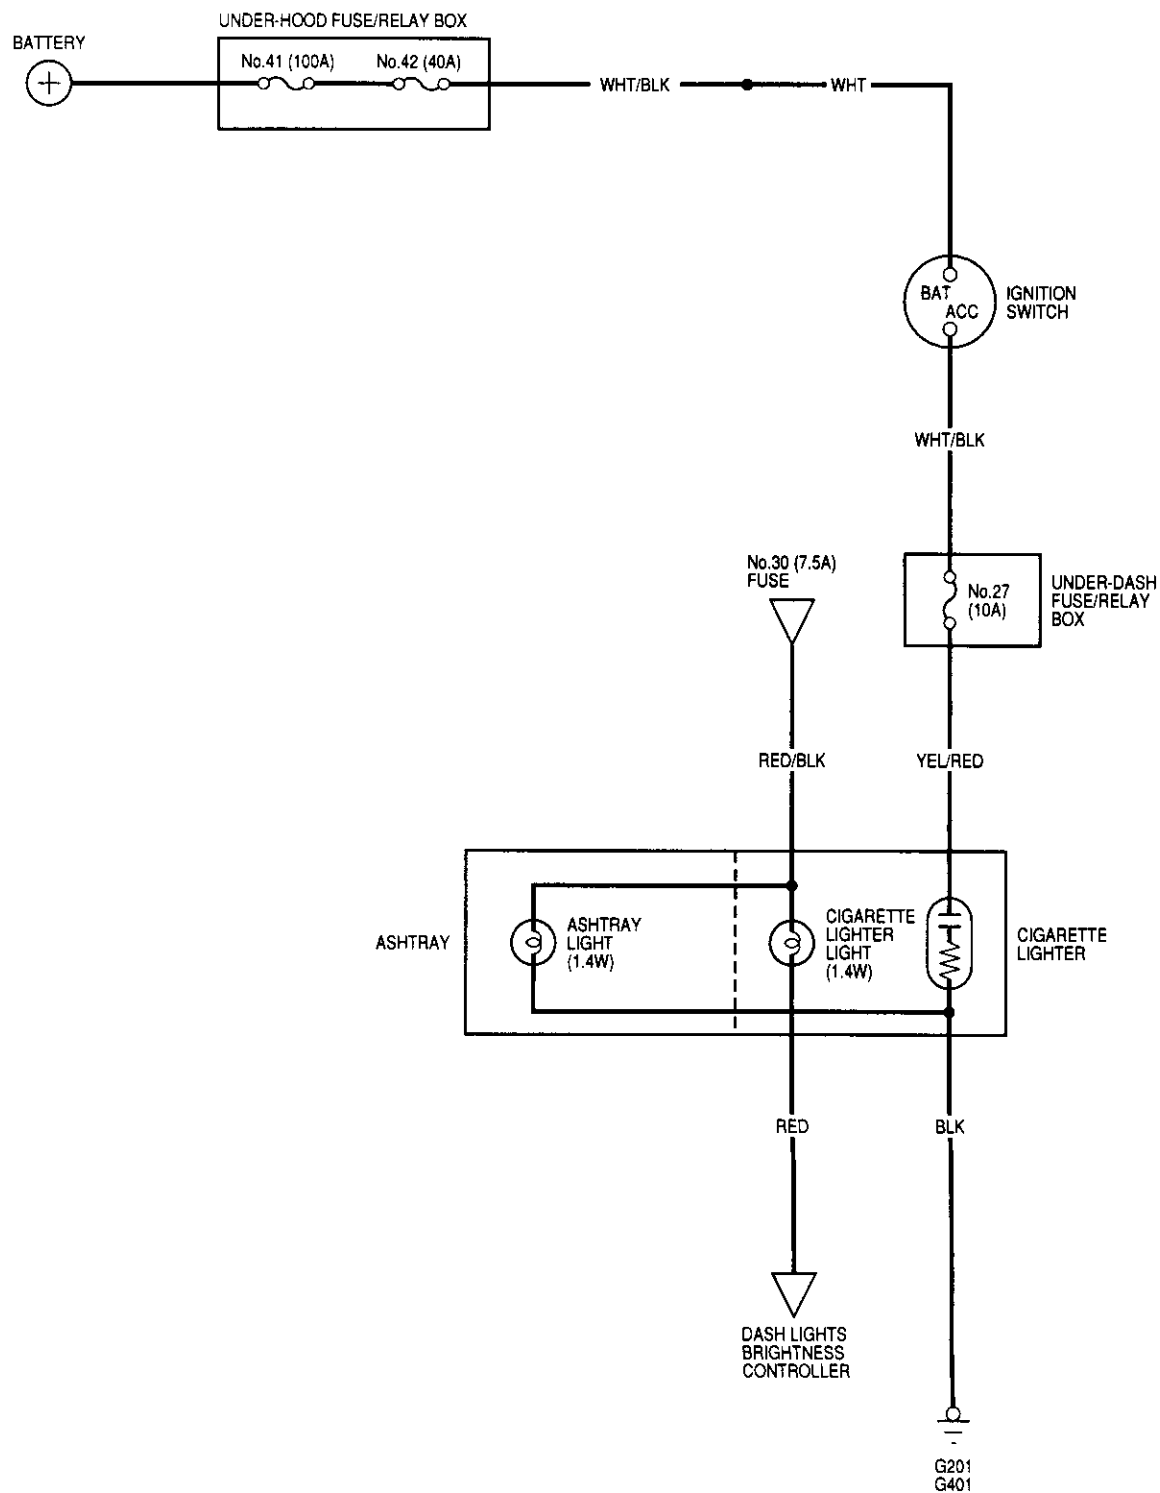 UNDER-HOOD FUSE/RELAY BOX
BATTERY
No.41 (100A)
No.42 (40A)
WHT/BLK
WHT
BAT
ACC
IGNITION
SWITCH
WHT/BLK
No.30 (7.5A)
FUSE
No.27
(10A)
UNDER-DASH
FUSE/RELAY
BOX
RED/BLK
YEL/RED
ASHTRAY
ASHTRAY
LIGHT
(1.4W)
CIGARETTE
LIGHTER
LIGHT
(1.4W)
CIGARETTE
LIGHTER
RED
BLK
DASH LIGHTS
BRIGHTNESS
CONTROLLER
G201
G401